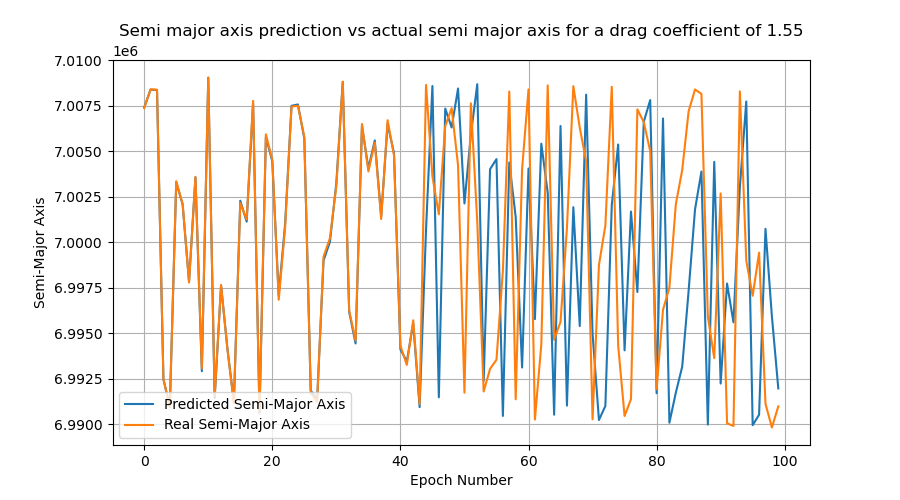 Semi major axis prediction vs actual semi major axis for a drag coefficient of 1.55
1e6
7.0100
7.0075
7.0050
7.0025
7.0000
6.9975
6.9950
6.9925
6.9900
Semi-Major Axis
Predicted Semi-Major Axis
Real Semi-Major Axis
0 20 40 60 80 100
Epoch Number